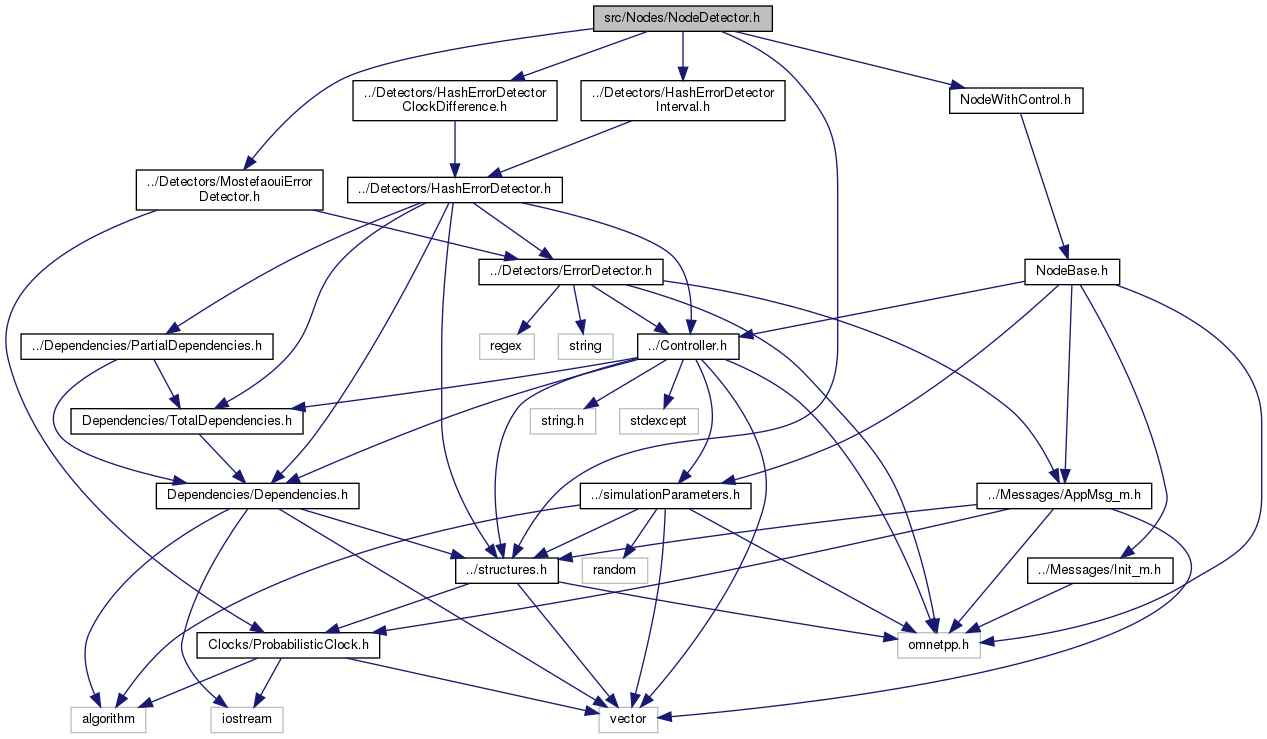 src/Nodes/NodeDetector.h
../Detectors/HashErrorDetector
ClockDifference.h
../Detectors/HashErrorDetector
Interval.h
NodeWithControl.h
../Detectors/MostefaouiError
Detector.h
../Detectors/HashErrorDetector.h
../Detectors/ErrorDetector.h
NodeBase.h
../Dependencies/PartialDependencies.h
regex
string
../Controller.h
Dependencies/TotalDependencies.h
string.h
stdexcept
Dependencies/Dependencies.h
../simulationParameters.h
../Messages/AppMsg_m.h
../structures.h
random
../Messages/Init_m.h
Clocks/ProbabilisticClock.h
omnetpp.h
algorithm
iostream
vector